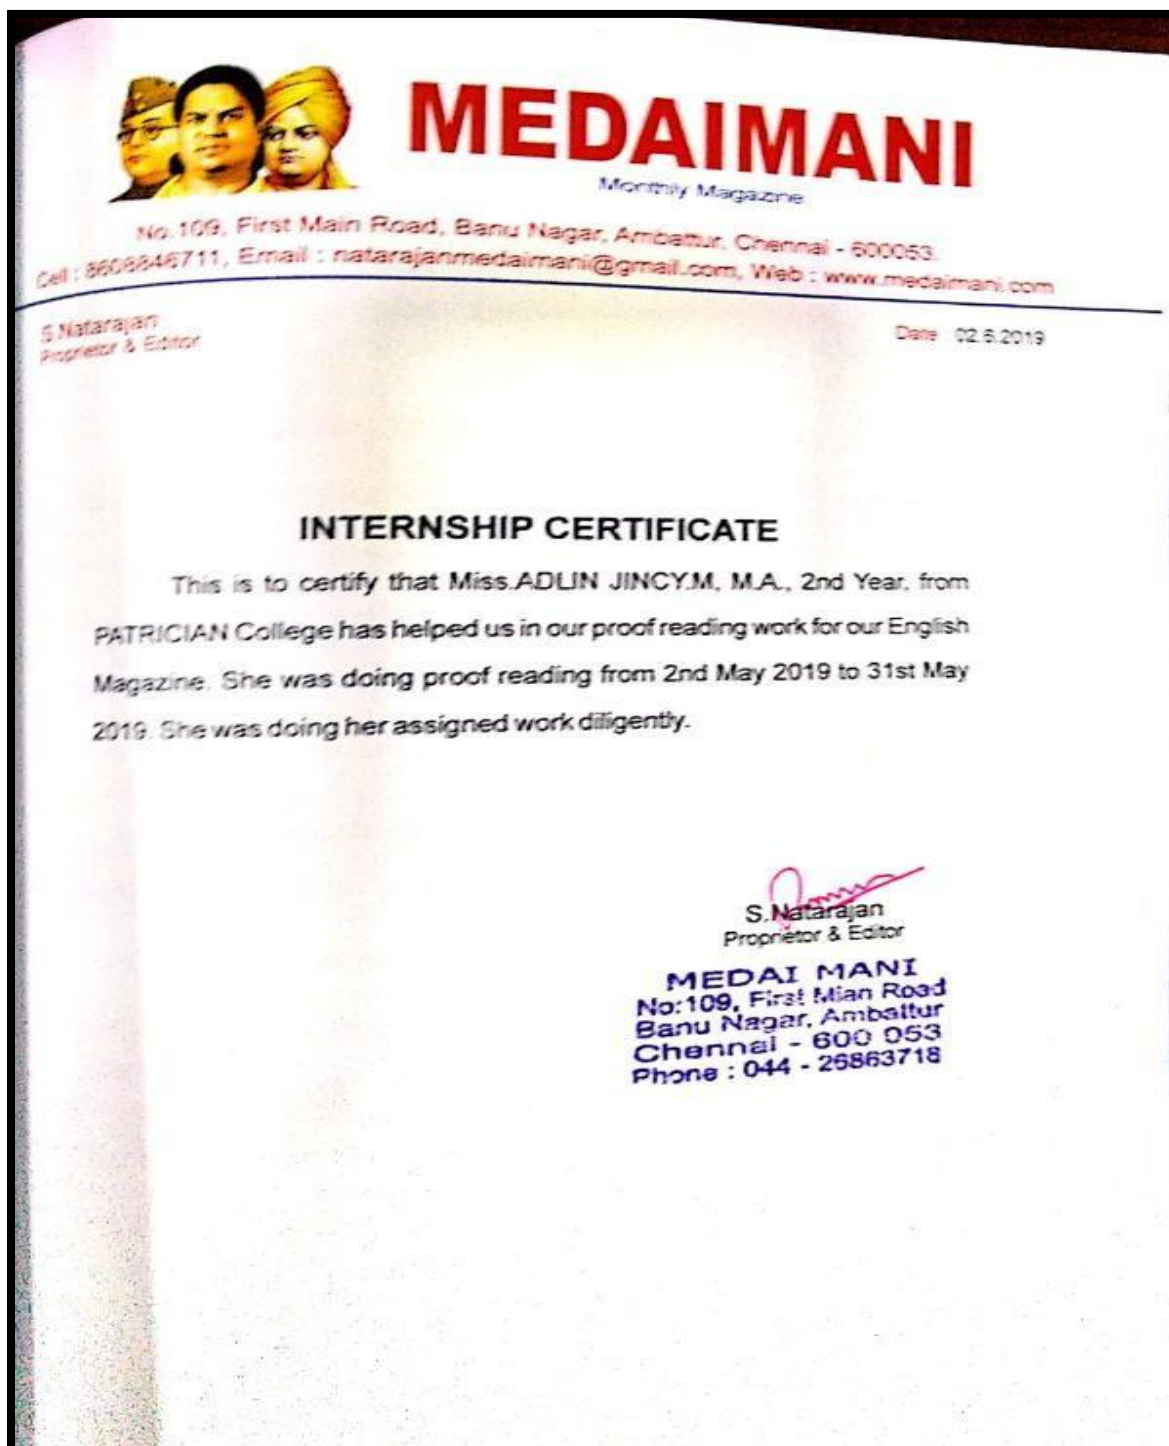 MEDAIMANI
Monthly Magazine
No.109, First Main Road, Banu Nagar, Ambattur, Chennai - 600053.
Cell : 8608846711, Email : natarajanmedaimani@gmail.com, Web : www.medaimani.com
S.Natarajan
Proprietor & Editor
Date : 02.6.2019
INTERNSHIP CERTIFICATE
This is to certify that Miss.ADLIN JINCY.M, M.A., 2nd Year, from
PATRICIAN College has helped us in our proof reading work for our English
Magazine. She was doing proof reading from 2nd May 2019 to 31st May
2019. She was doing her assigned work diligently.
S.Natarajan
Proprietor & Editor
MEDAI MANI
No:109, First Mian Road
Banu Nagar, Ambattur
Chennai - 600 053
Phone : 044 - 26863718